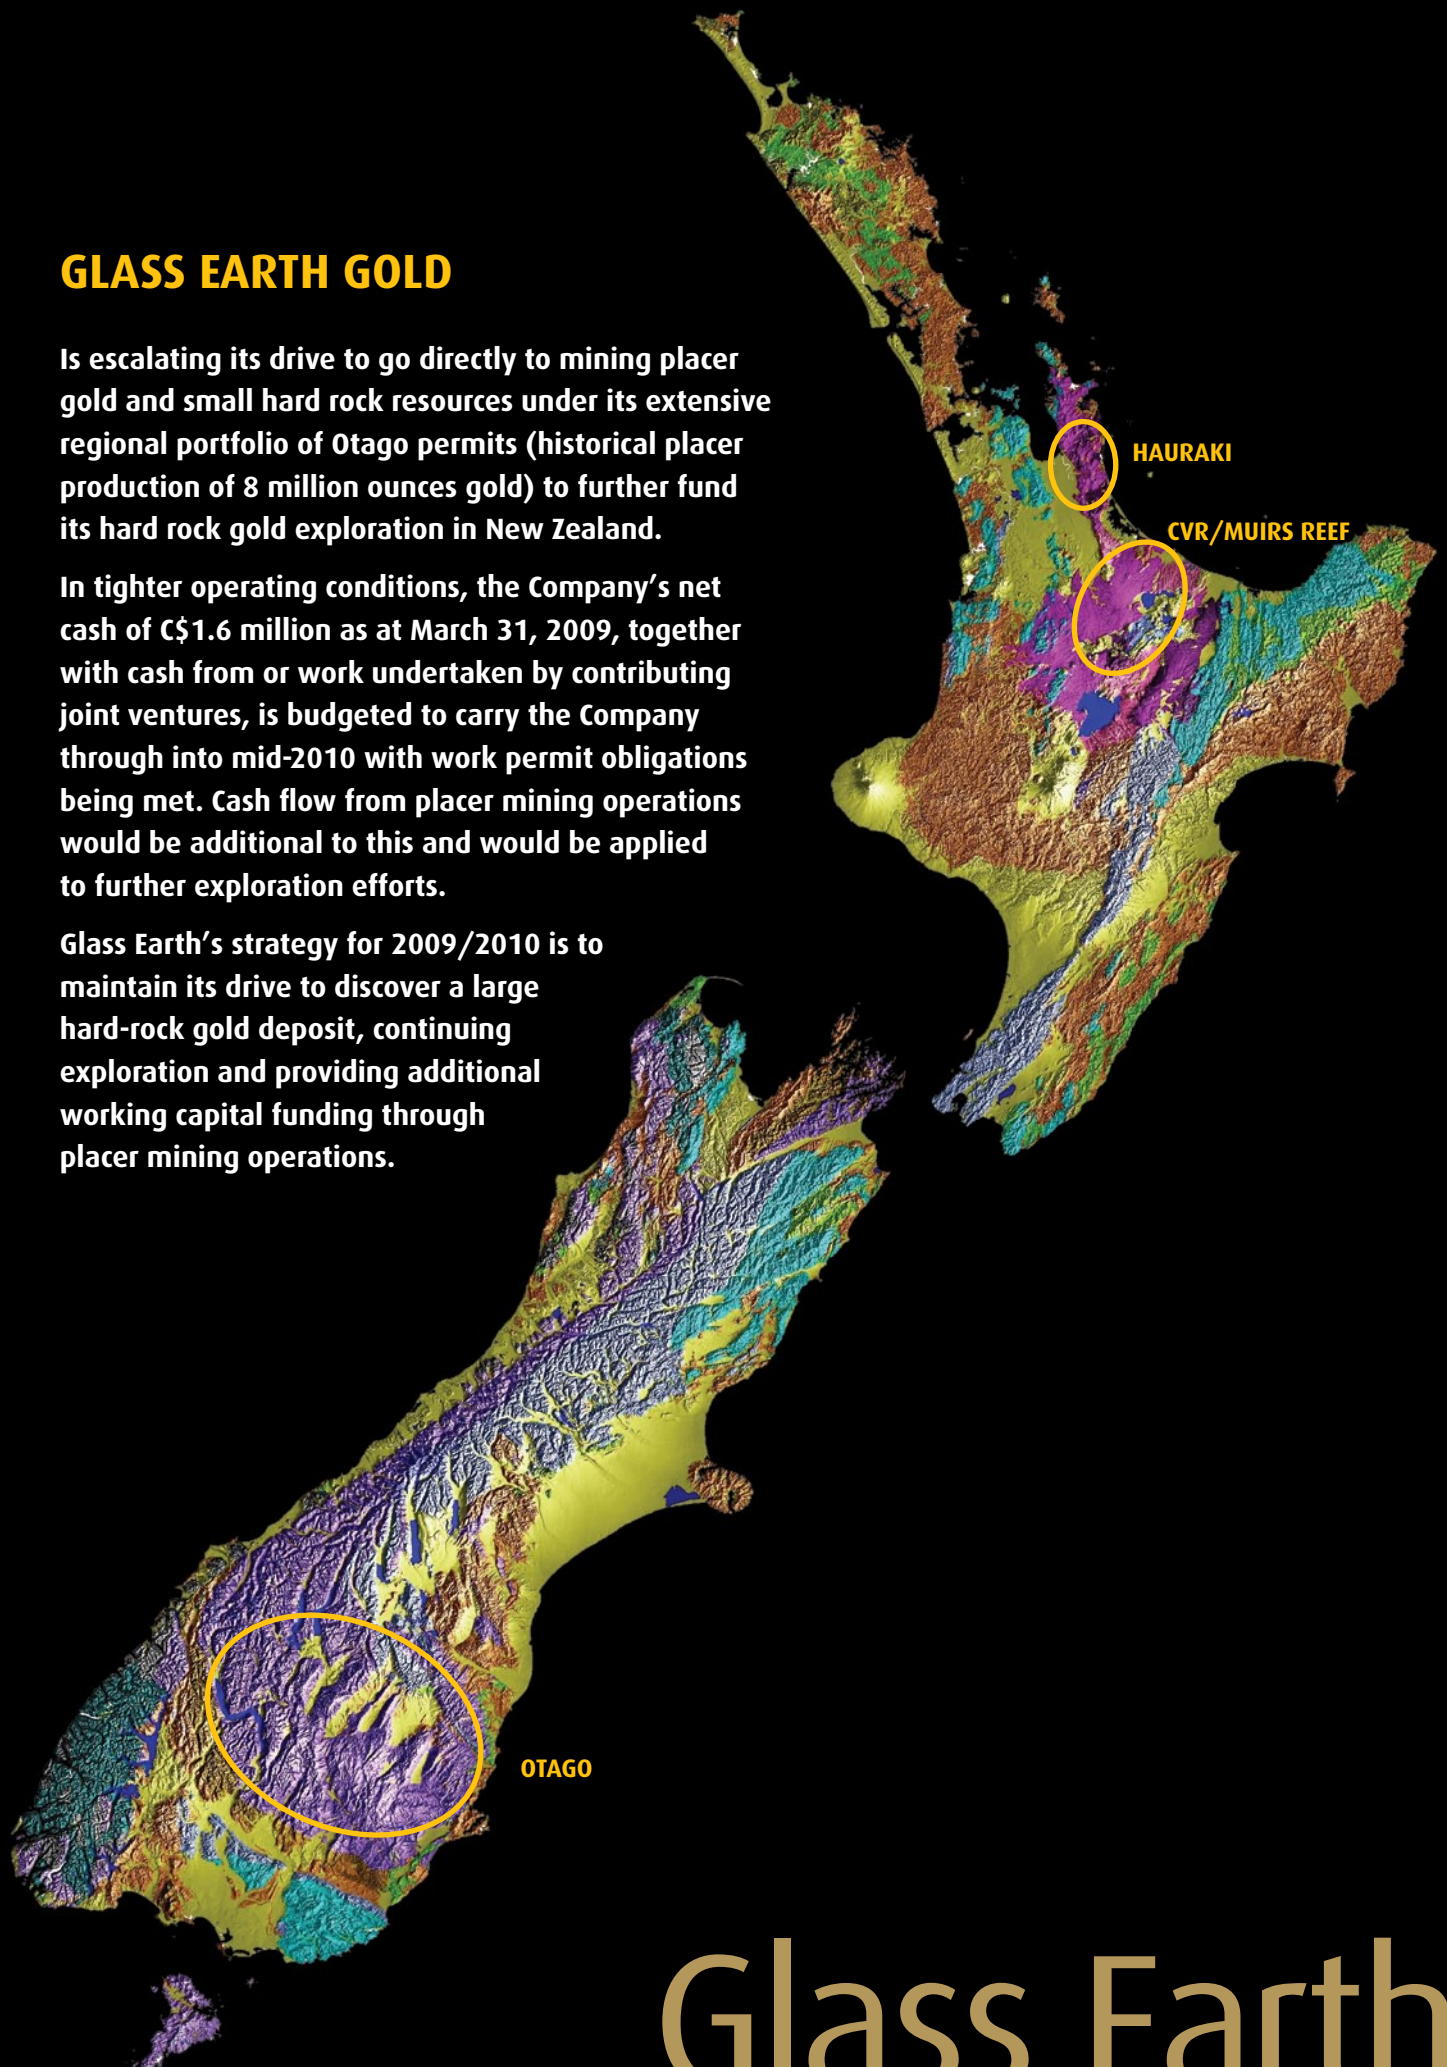 GLASS EARTH GOLD
Is escalating its drive to go directly to mining placer
gold and small hard rock resources under its extensive
regional portfolio of Otago permits (historical placer
production of 8 million ounces gold) to further fund
its hard rock gold exploration in New Zealand.
In tighter operating conditions, the Company's net
cash of C$1.6 million as at March 31, 2009, together
with cash from or work undertaken by contributing
joint ventures, is budgeted to carry the Company
through into mid-2010 with work permit obligations
being met. Cash flow from placer mining operations
would be additional to this and would be applied
to further exploration efforts.
Glass Earth's strategy for 2009/2010 is to
maintain its drive to discover a large
hard-rock gold deposit, continuing
exploration and providing additional
working capital funding through
placer mining operations.
HAURAKI
CVR/MUIRS REEF
OTAGO
Glass Earth